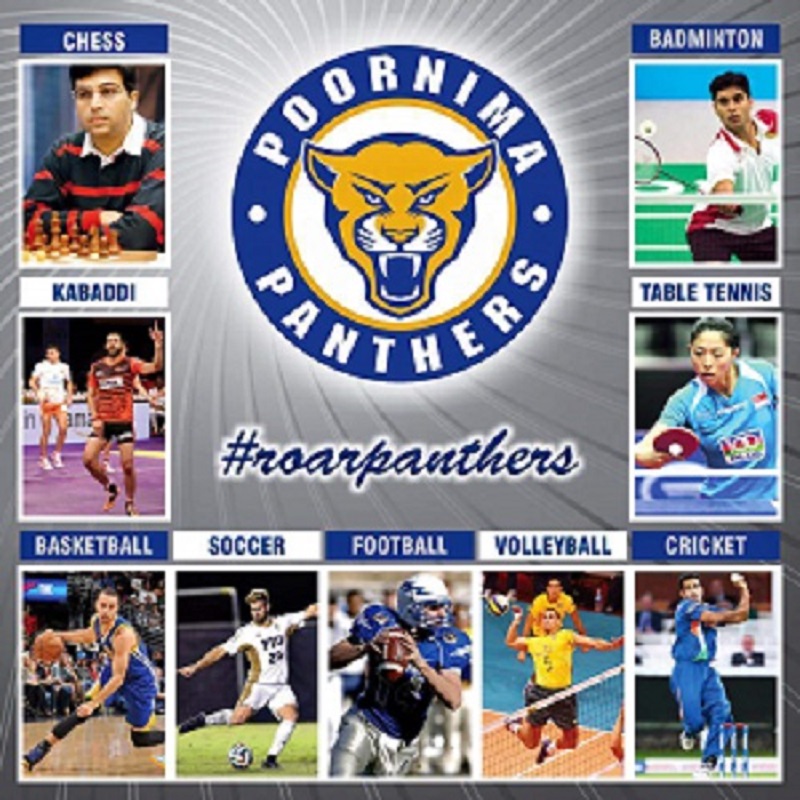 CHESS
BADMINTON
POORNIMA
PANTHERS
KABADDI
TABLE TENNIS
#roarpanthers
BASKETBALL
SOCCER
FOOTBALL
VOLLEYBALL
CRICKET